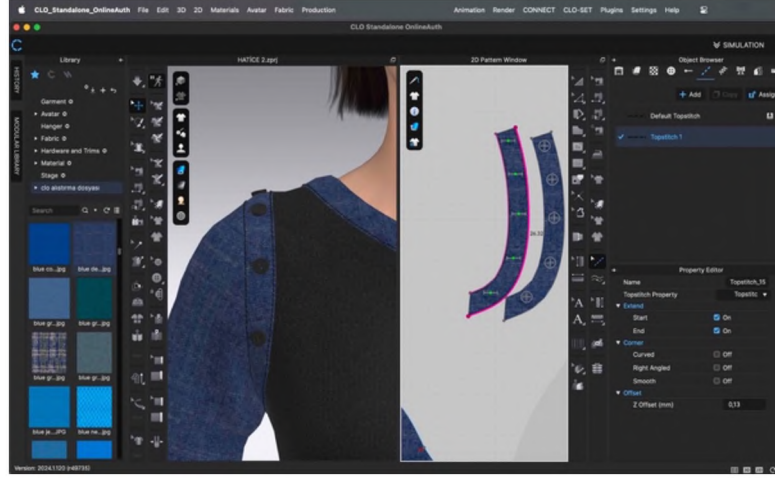 CLO_Standalone_OnlineAuth File Edit 3D 2D Materials Avatar Fabric Production Animation Render CONNECT CLO-SET Plugins Settings Help
CLO Standalone OnlineAuth
SIMULATION
Library
HATİCE 2.zprj
2D Pattern Window
Object Browser
HISTORY
MODULAR LIBRARY
Garment
Avatar
Hanger
Fabric
Hardware and Trims
Material
Stage
clo alıstırma dosyası
Search
blue co...jpg
blue de...jpg
blue gr...jpg
blue gr...jpg
blue gr...jpg
blue gr...jpg
blue je...JPG
blue ne...jpg
+ Add
Copy
Assig
Default Topstitch
Topstitch 1
Property Editor
Name Topstitch_15
Topstitch Property Topstitc
Extend
Start On
End On
Corner
Curved Off
Right Angled Off
Smooth Off
Offset
Z Offset (mm) 0,13
Version: 2024.1.120 (r48735)